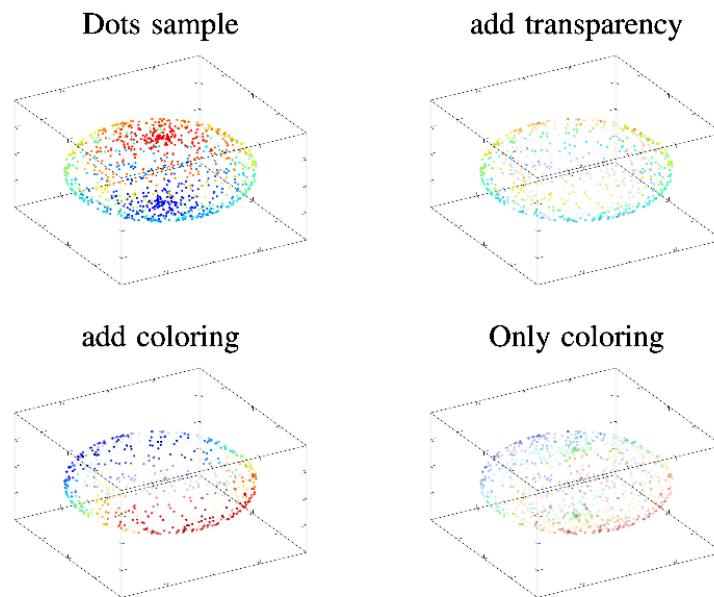 Dots sample
add transparency
add coloring
Only coloring